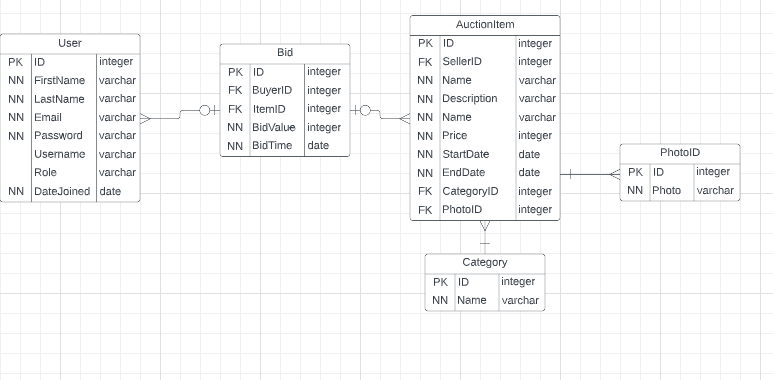 User
PK ID integer
NN FirstName varchar
NN LastName varchar
NN Email varchar
NN Password varchar
Username varchar
Role varchar
NN DateJoined date
Bid
PK ID integer
FK BuyerID integer
FK ItemID integer
NN BidValue integer
NN BidTime date
AuctionItem
PK ID integer
FK SellerID integer
NN Name varchar
NN Description varchar
NN Name varchar
NN Price integer
NN StartDate date
NN EndDate date
FK CategoryID integer
FK PhotoID integer
PhotoID
PK ID integer
NN Photo varchar
Category
PK ID integer
NN Name varchar